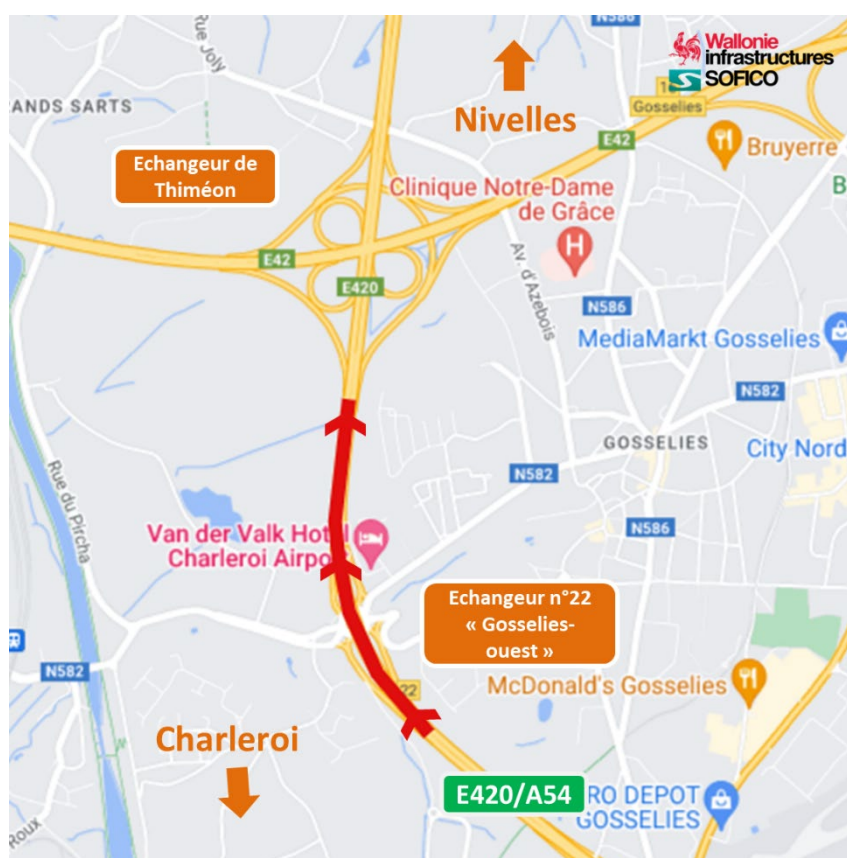 Rue Joly
N586
Wallonie
infrastructures
SOFICO
ANDS SARTS
Nivelles
Gosselies
Echangeur de
Thiméon
E42
Bruyerre
Clinique Notre-Dame
de Grâce
H
B
E42
Av. d'Azebois
E420
N586
MediaMarkt Gosselies
N582
GOSSELIES
City Nord
N582
Rue du Pircha
N586
Van der Valk Hot
Charleroi Airpo
Echangeur n°22
« Gosselies-
ouest »
N582
22
McDonald's Gosselies
Charleroi
E420/A54
RO DEPOT
GOSSELIES
Roux